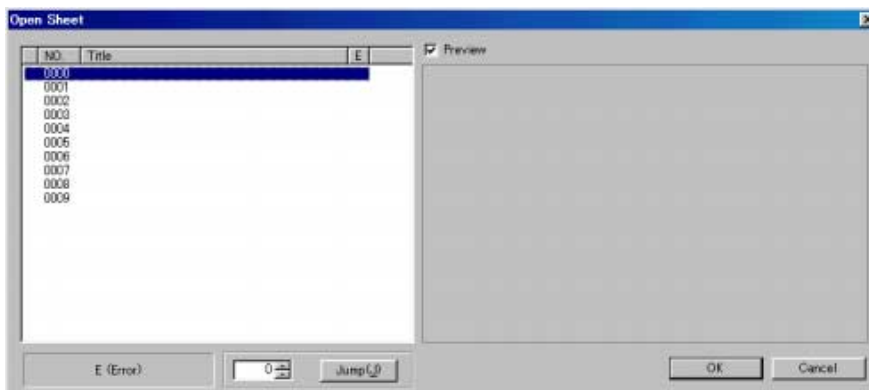 Open Sheet
NO. Title E
0000
0001
0002
0003
0004
0005
0006
0007
0008
0009
Preview
E (Error)
0
Jump(J)
OK
Cancel